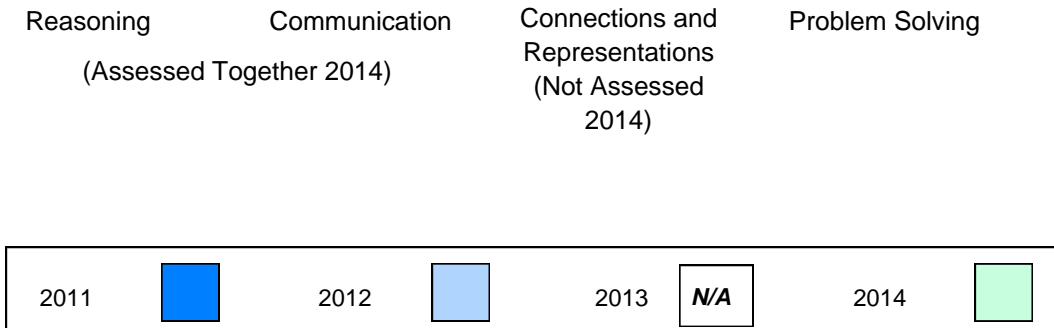 Reasoning
Communication
(Assessed Together 2014)
Connections and
Representations
(Not Assessed
2014)
Problem Solving
2011 2012 2013 N/A 2014